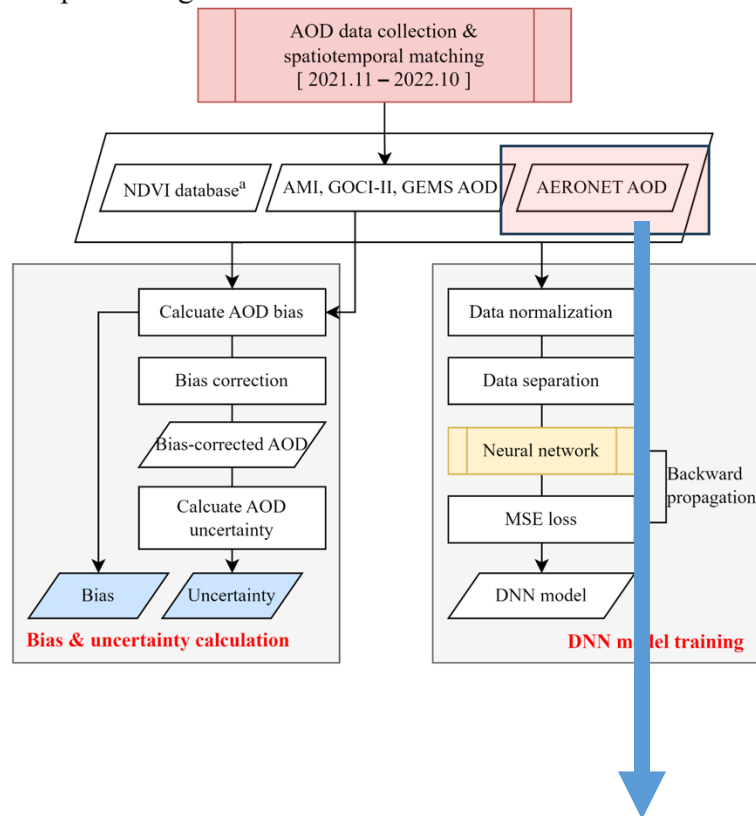 AOD data collection &
spatiotemporal matching
[ 2021.11 – 2022.10 ]
NDVI databaseᵃ
AMI, GOCI-II, GEMS AOD
AERONET AOD
Calcuate AOD bias
Bias correction
Bias-corrected AOD
Calcuate AOD
uncertainty
Bias
Uncertainty
Bias & uncertainty calculation
Data normalization
Data separation
Neural network
Backward
propagation
MSE loss
DNN model
DNN model training